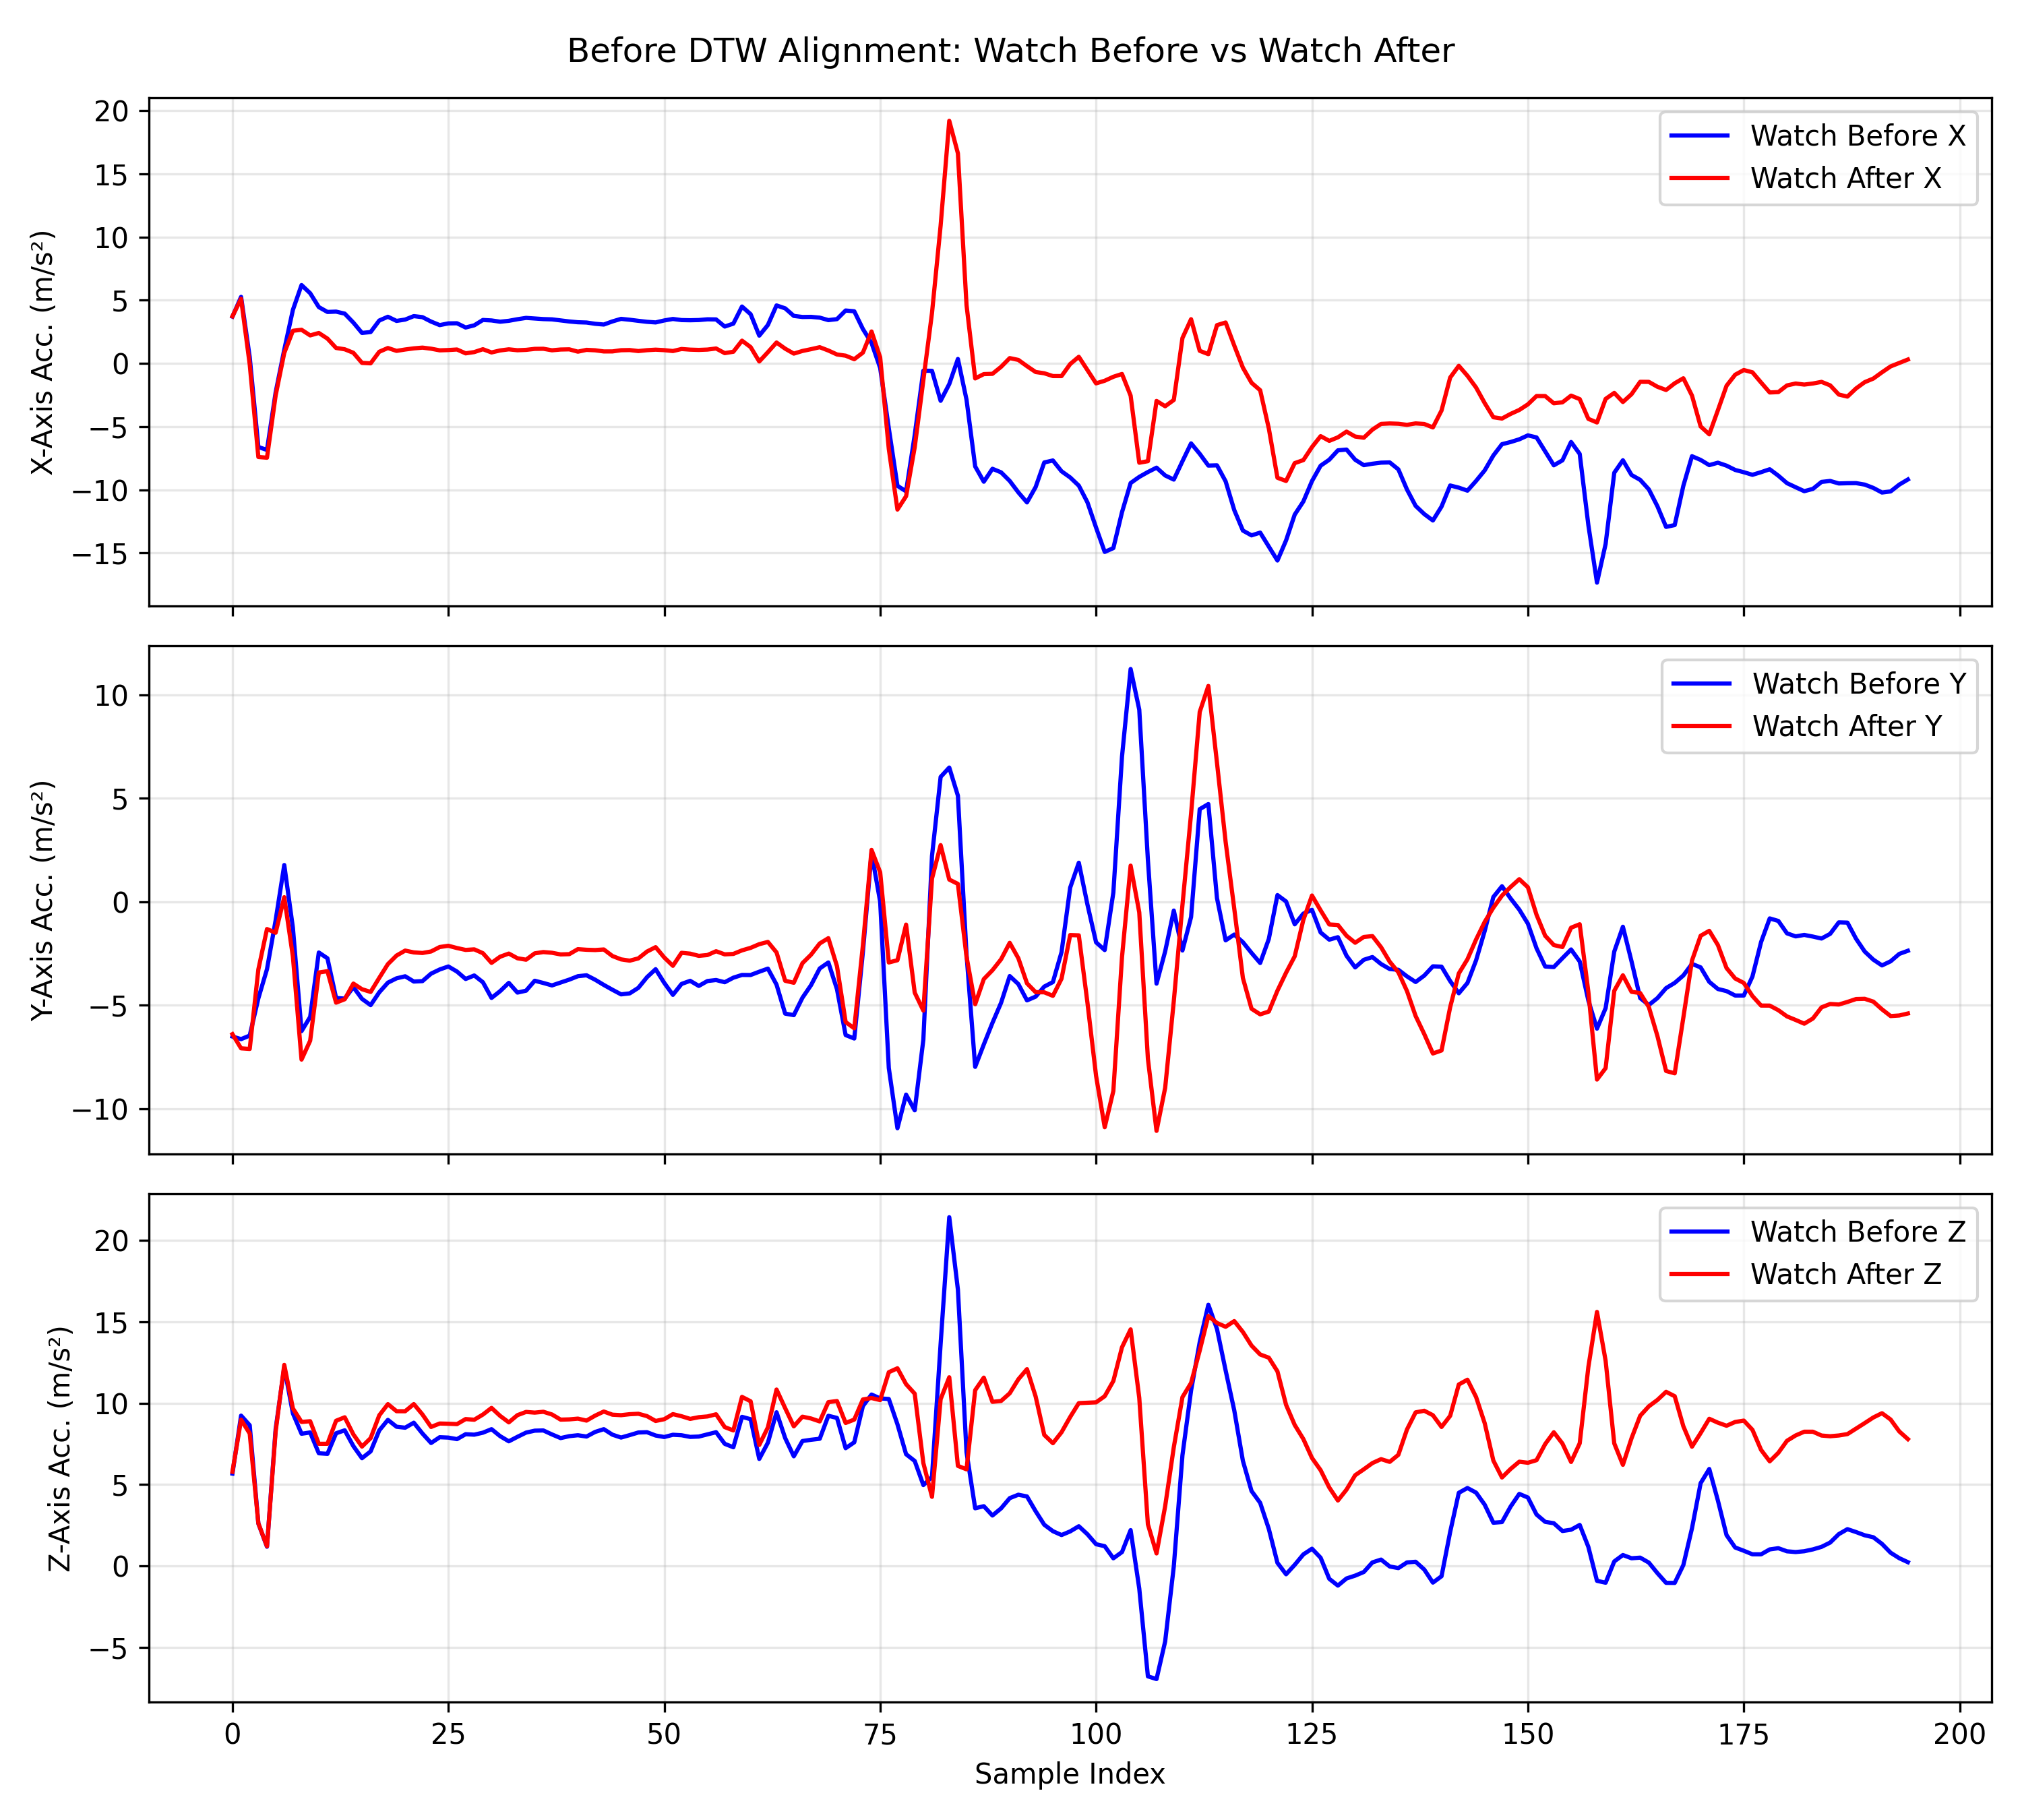 Before DTW Alignment: Watch Before vs Watch After
20
15
10
5
0
−5
−10
−15
X-Axis Acc. (m/s²)
Watch Before X
Watch After X
10
5
0
−5
−10
Y-Axis Acc. (m/s²)
Watch Before Y
Watch After Y
20
15
10
5
0
−5
Z-Axis Acc. (m/s²)
Watch Before Z
Watch After Z
0 25 50 75 100 125 150 175 200
Sample Index